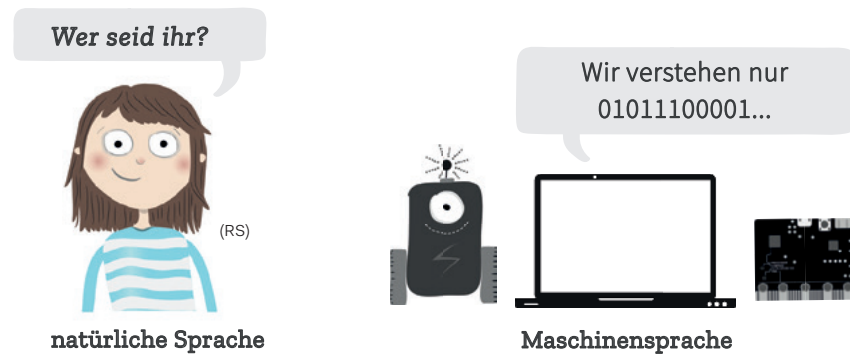 Wer seid ihr?
Wir verstehen nur
01011100001...
(RS)
natürliche Sprache
Maschinensprache